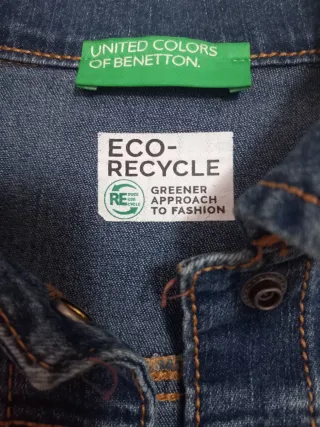 UNITED COLORS
OF BENETTON.
ECO-
RECYCLE
RE
GREENER
APPROACH
TO FASHION